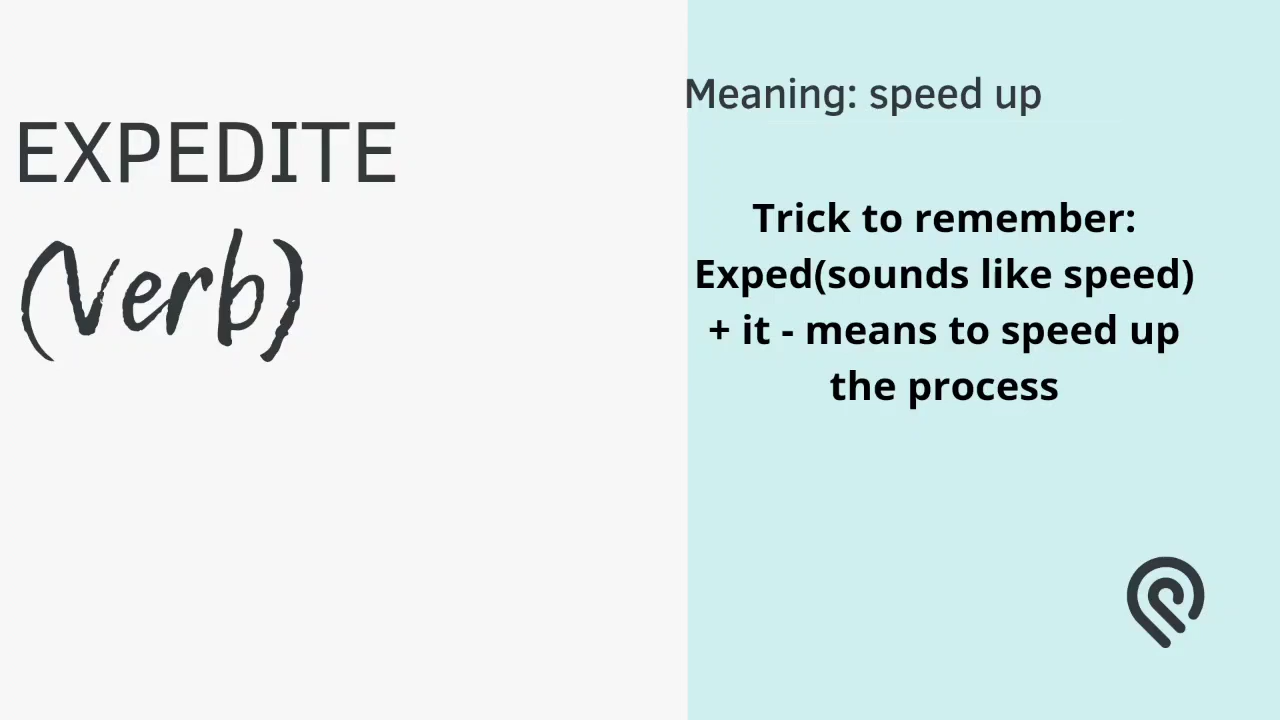 EXPEDITE
(Verb)
Meaning: speed up
Trick to remember:
Exped(sounds like speed)
+ it - means to speed up
the process